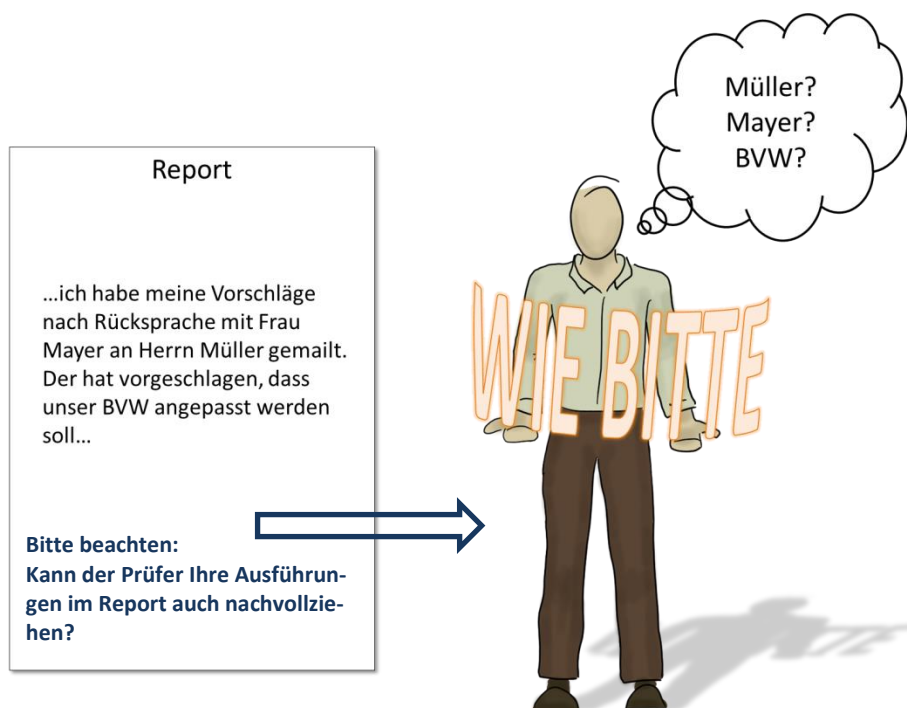 Report
...ich habe meine Vorschläge
nach Rücksprache mit Frau
Mayer an Herrn Müller gemailt.
Der hat vorgeschlagen, dass
unser BVW angepasst werden
soll...
Bitte beachten:
Kann der Prüfer Ihre Ausführun-
gen im Report auch nachvollzie-
hen?
Müller?
Mayer?
BVW?
WIE BITTE